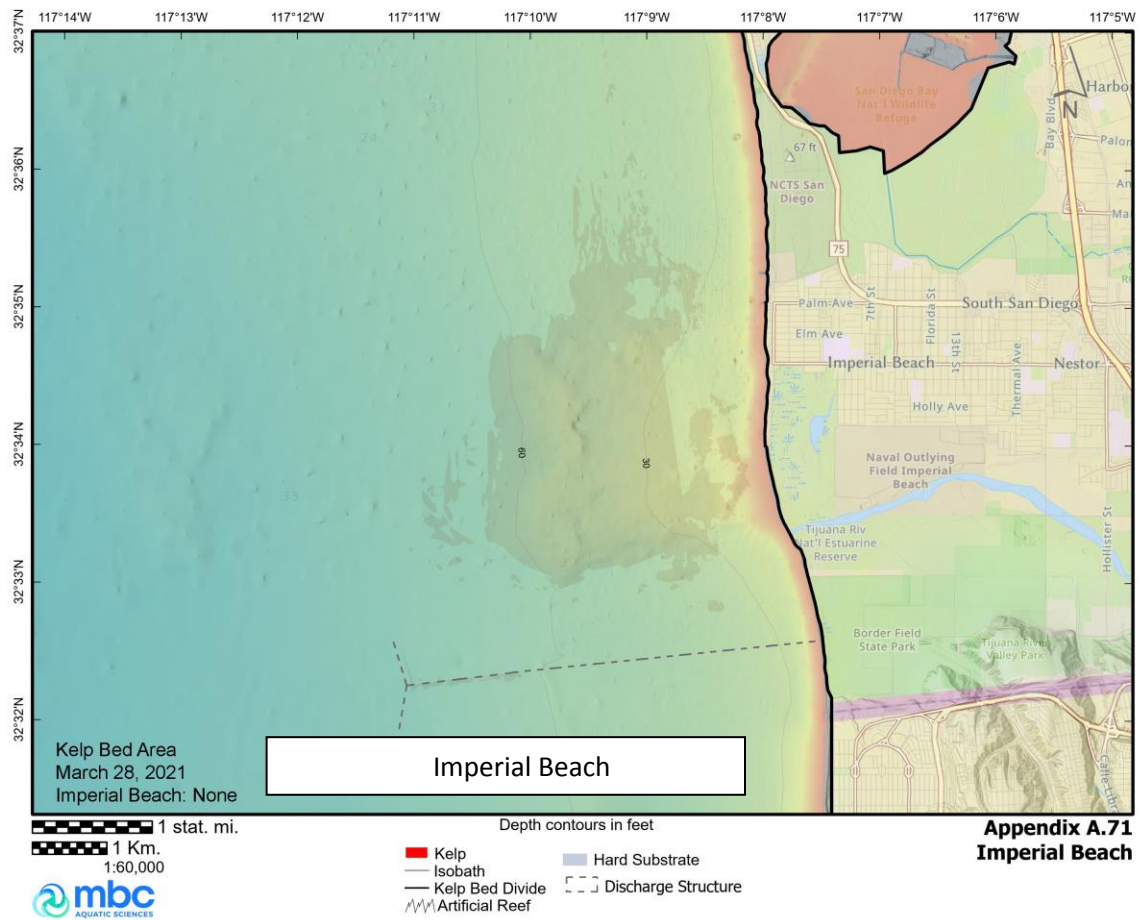 117°14'W 117°13'W 117°12'W 117°11'W 117°10'W 117°9'W 117°8'W 117°7'W 117°6'W 117°5'W
32°37'N
32°36'N
32°35'N
32°34'N
32°33'N
32°32'N
24
35
60
30
San Diego Bay
Nat'l Wildlife
Refuge
Harbor
N
Bay Blvd
67 ft
NCTS San
Diego
75
Palm Ave
7th St
Florida St
South San Diego
Elm Ave
13th St
Imperial Beach
Thermal Ave
Nestor
Holly Ave
Naval Outlying
Field Imperial
Beach
Hollister St
Tijuana Riv
Nat'l Estuarine
Reserve
Border Field
State Park
Tijuana River
Valley Park
Kelp Bed Area
March 28, 2021
Imperial Beach: None
Imperial Beach
1 stat. mi.
1 Km.
1:60,000
mbc
AQUATIC SCIENCES
Depth contours in feet
Kelp
Isobath
Kelp Bed Divide
Artificial Reef
Hard Substrate
Discharge Structure
Appendix A.71
Imperial Beach